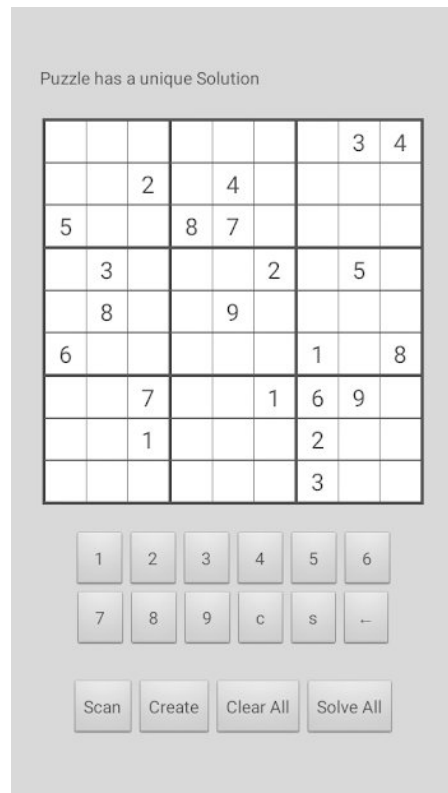 Puzzle has a unique Solution
3 4
2 4
5 8 7
3 2 5
8 9
6 1 8
7 1 6 9
1 2
3
1 2 3 4 5 6
7 8 9 c s ←
Scan Create Clear All Solve All